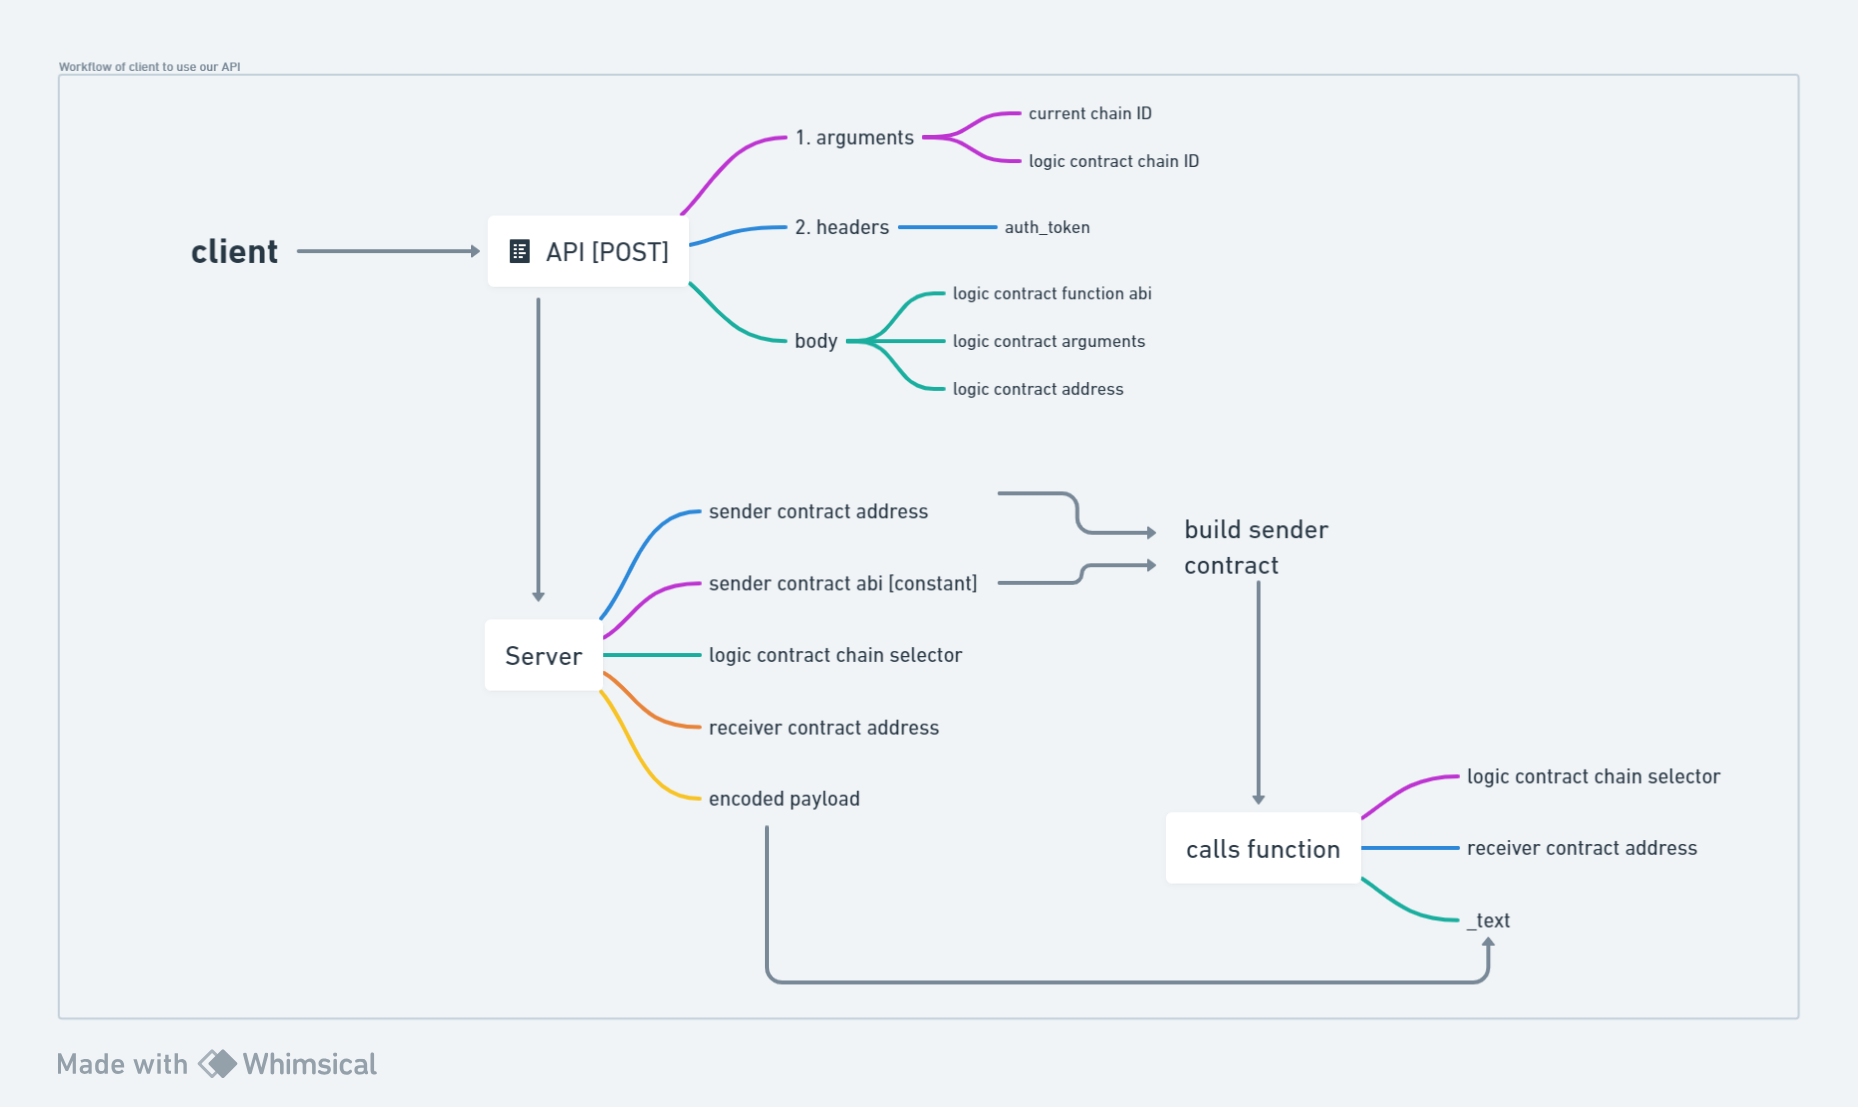 Workflow of client to use our API
current chain ID
1. arguments
logic contract chain ID
2. headers
auth_token
client
API [POST]
logic contract function abi
body
logic contract arguments
logic contract address
sender contract address
build sender
contract
sender contract abi [constant]
Server
logic contract chain selector
receiver contract address
encoded payload
logic contract chain selector
calls function
receiver contract address
_text
Made with Whimsical